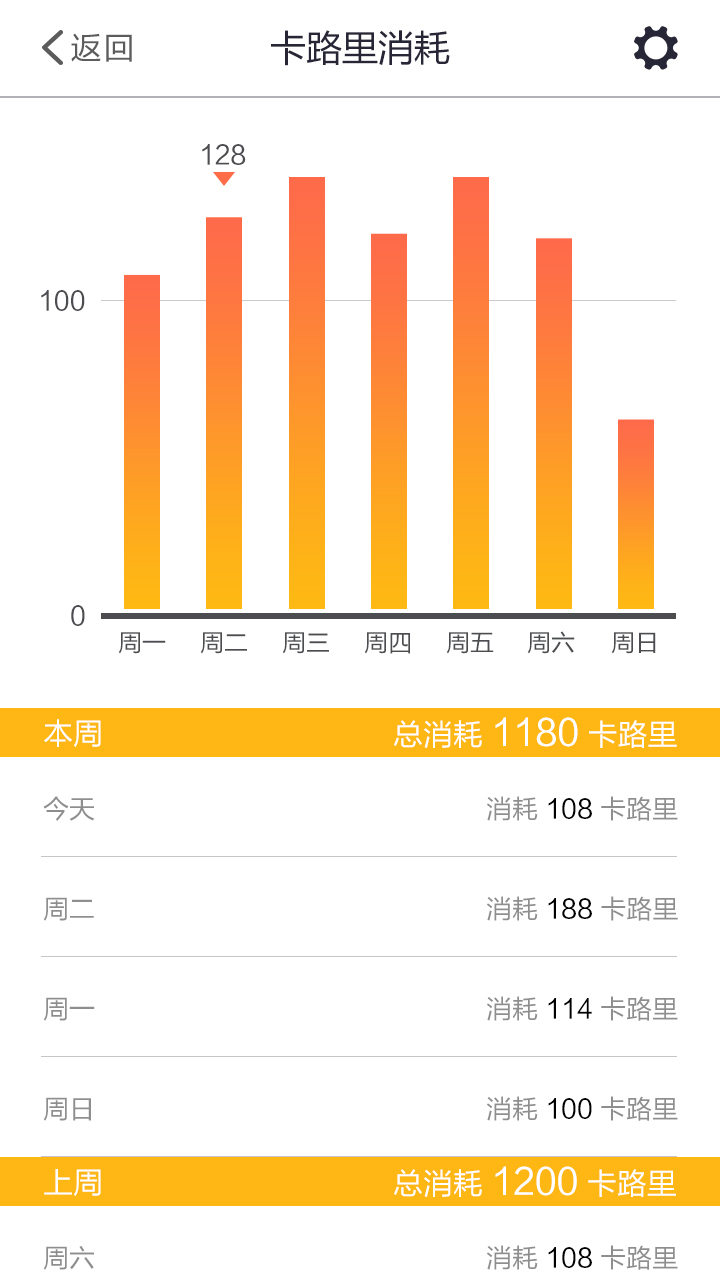 返回 卡路里消耗
128
100
0
周一 周二 周三 周四 周五 周六 周日
本周 总消耗 1180 卡路里
今天 消耗 108 卡路里
周二 消耗 188 卡路里
周一 消耗 114 卡路里
周日 消耗 100 卡路里
上周 总消耗 1200 卡路里
周六 消耗 108 卡路里